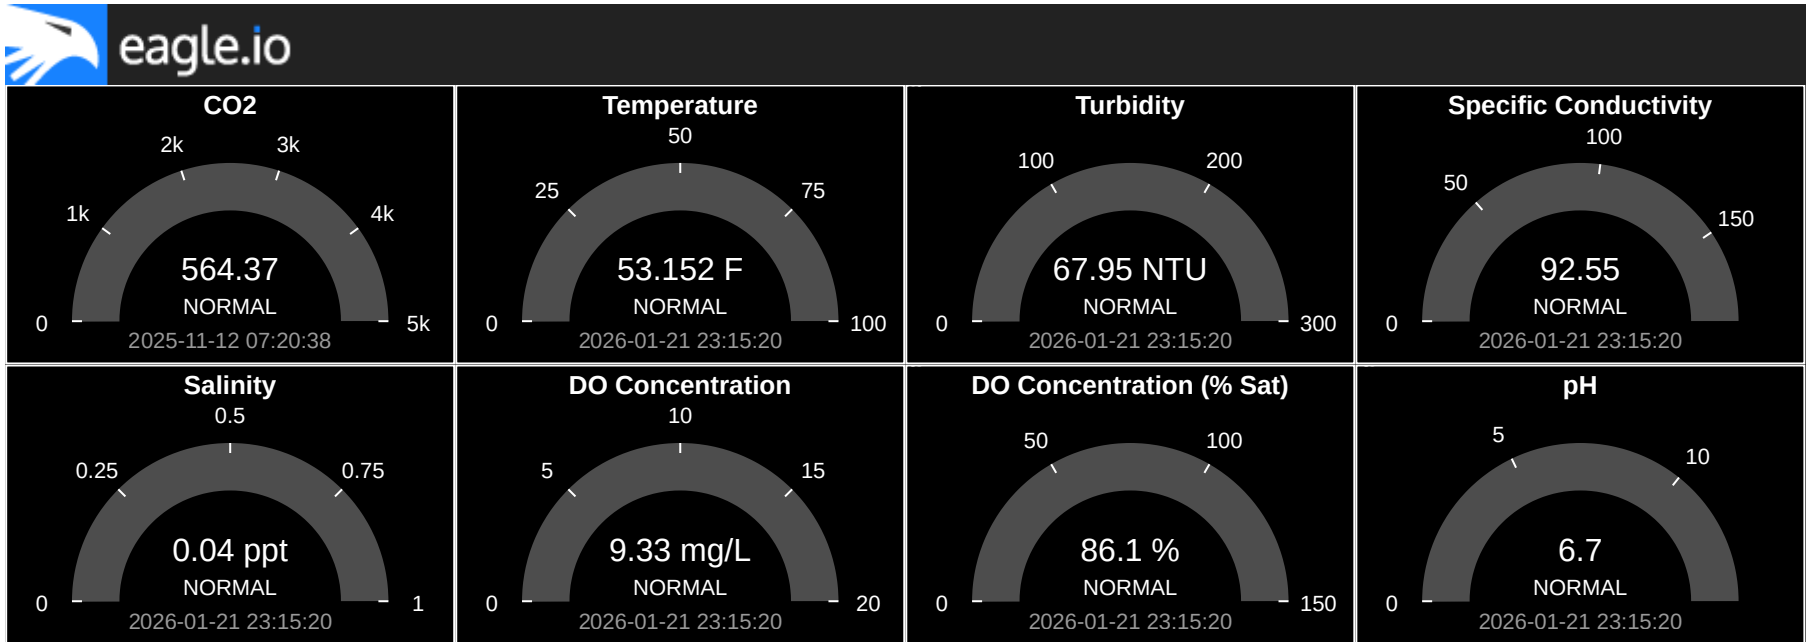 eagle.io
CO2
2k
3k
1k
4k
564.37
NORMAL
0
5k
2025-11-12 07:20:38
Temperature
50
25
75
53.152 F
NORMAL
0
100
2026-01-21 23:15:20
Turbidity
100
200
67.95 NTU
NORMAL
0
300
2026-01-21 23:15:20
Specific Conductivity
100
50
150
92.55
NORMAL
0
2026-01-21 23:15:20
Salinity
0.5
0.25
0.75
0.04 ppt
NORMAL
0
1
2026-01-21 23:15:20
DO Concentration
10
5
15
9.33 mg/L
NORMAL
0
20
2026-01-21 23:15:20
DO Concentration (% Sat)
50
100
86.1 %
NORMAL
0
150
2026-01-21 23:15:20
pH
5
10
6.7
NORMAL
0
2026-01-21 23:15:20